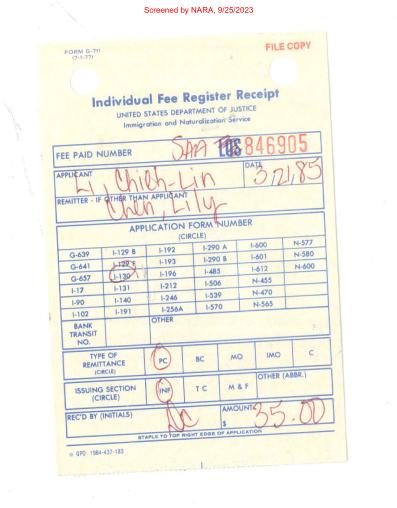 Screened by NARA, 9/25/2023
FORM G-711
(7-1-77)
FILE COPY
Individual Fee Register Receipt
UNITED STATES DEPARTMENT OF JUSTICE
Immigration and Naturalization Service
FEE PAID NUMBER LOS 846905
APPLICANT Li, Chieh-Lin DATE 3/21/85
REMITTER - IF OTHER THAN APPLICANT
Chen, Lily
APPLICATION FORM NUMBER
(CIRCLE)
G-639 I-129 B I-192 I-290 A I-600 N-577
G-641 I-129 F I-193 I-290 B I-601 N-580
G-657 I-130 I-196 I-485 I-612 N-600
I-17 I-131 I-212 I-506 N-455
I-90 I-140 I-246 I-539 N-470
I-102 I-191 I-256A I-570 N-565
BANK TRANSIT NO. OTHER
TYPE OF REMITTANCE (CIRCLE) PC BC MO IMO C
ISSUING SECTION (CIRCLE) INF T C M & F OTHER (ABBR.)
REC'D BY (INITIALS) AMOUNT $ 35.00
STAPLE TO TOP RIGHT EDGE OF APPLICATION
GPO: 1984-437-183